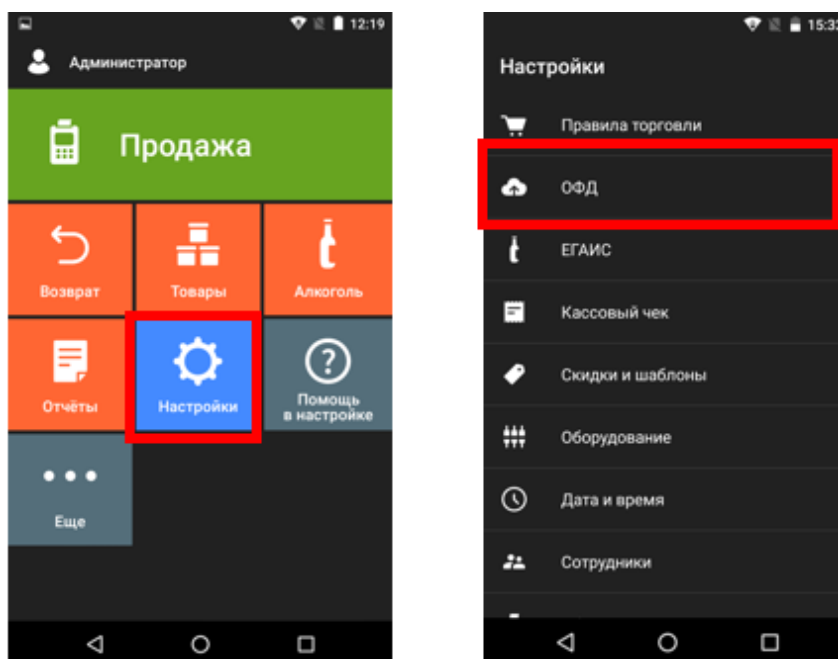 12:19
Администратор
Продажа
Возврат
Товары
Алкоголь
Отчёты
Настройки
Помощь
в настройке
Еще
15:32
Настройки
Правила торговли
ОФД
ЕГАИС
Кассовый чек
Скидки и шаблоны
Оборудование
Дата и время
Сотрудники